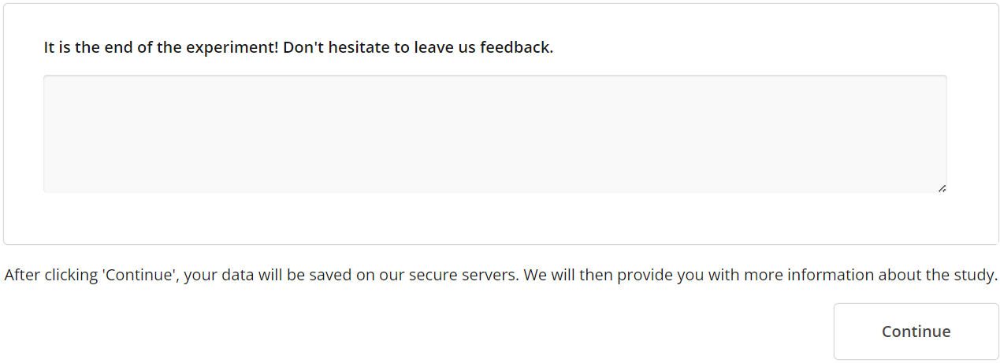 It is the end of the experiment! Don't hesitate to leave us feedback.
After clicking 'Continue', your data will be saved on our secure servers. We will then provide you with more information about the study.
Continue